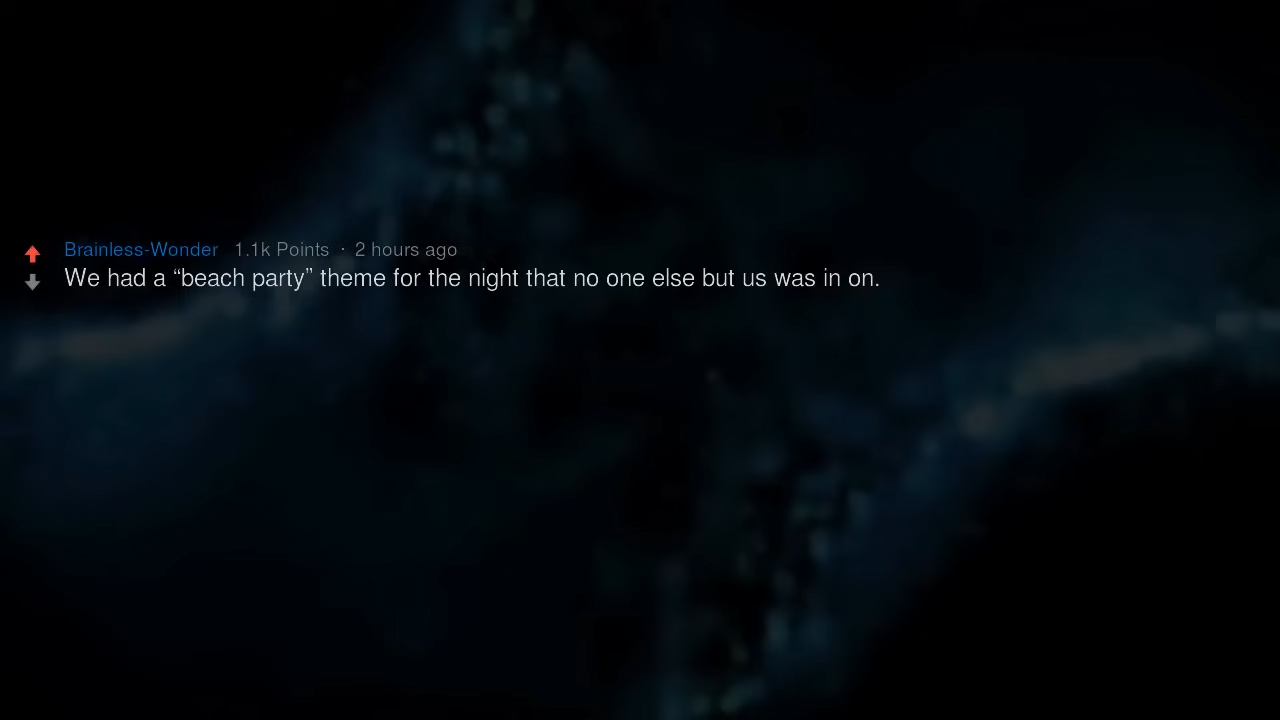 Brainless-Wonder 1.1k Points · 2 hours ago
We had a “beach party” theme for the night that no one else but us was in on.